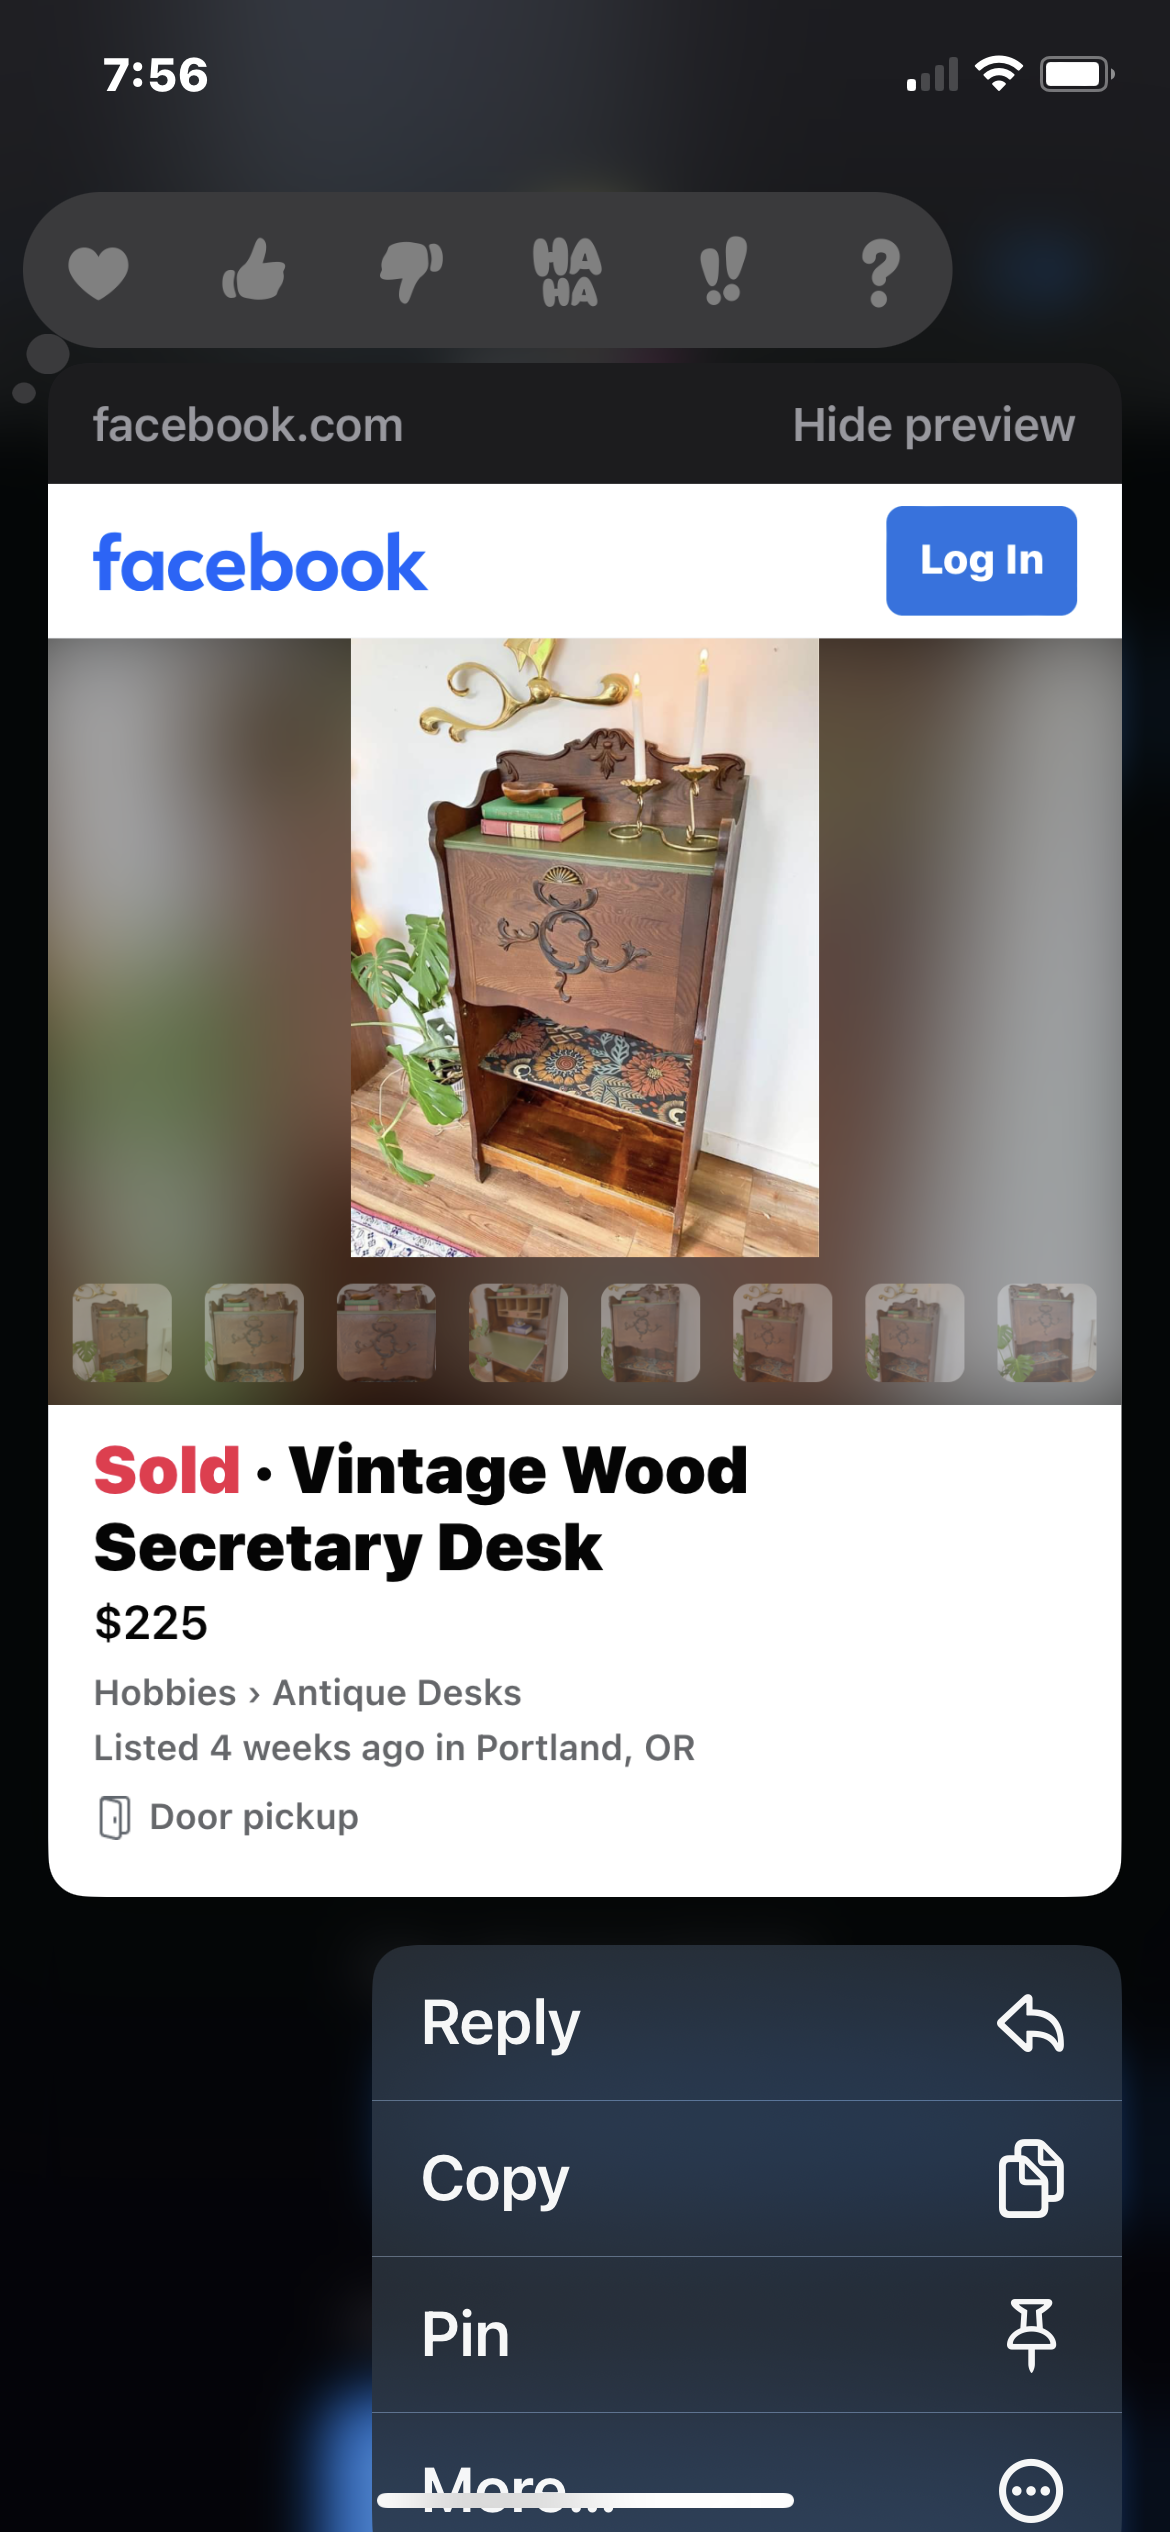 7:56
HA
HA
!!
?
facebook.com Hide preview
facebook Log In
Sold · Vintage Wood
Secretary Desk
$225
Hobbies › Antique Desks
Listed 4 weeks ago in Portland, OR
Door pickup
Reply
Copy
Pin
More...